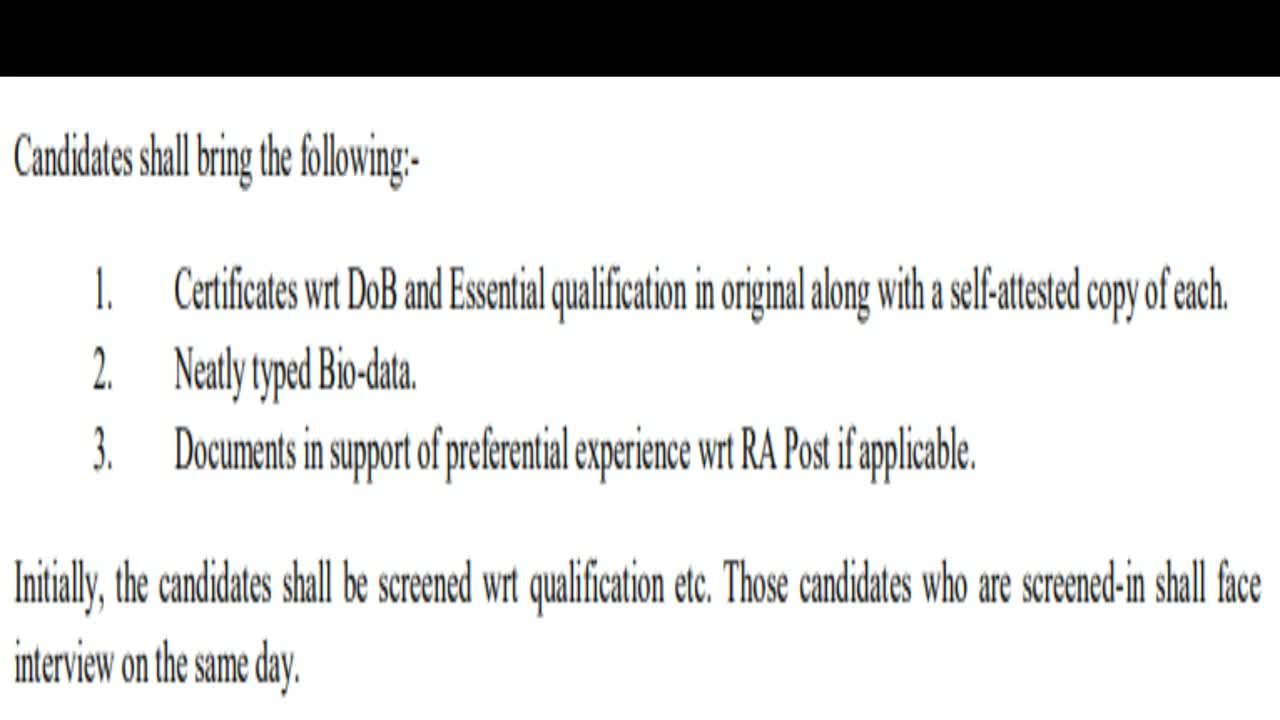 Candidates shall bring the following:-
1. Certificates wrt DoB and Essential qualification in original along with a self-attested copy of each.
2. Neatly typed Bio-data.
3. Documents in support of preferential experience wrt RA Post if applicable.
Initially, the candidates shall be screened wrt qualification etc. Those candidates who are screened-in shall face
interview on the same day.